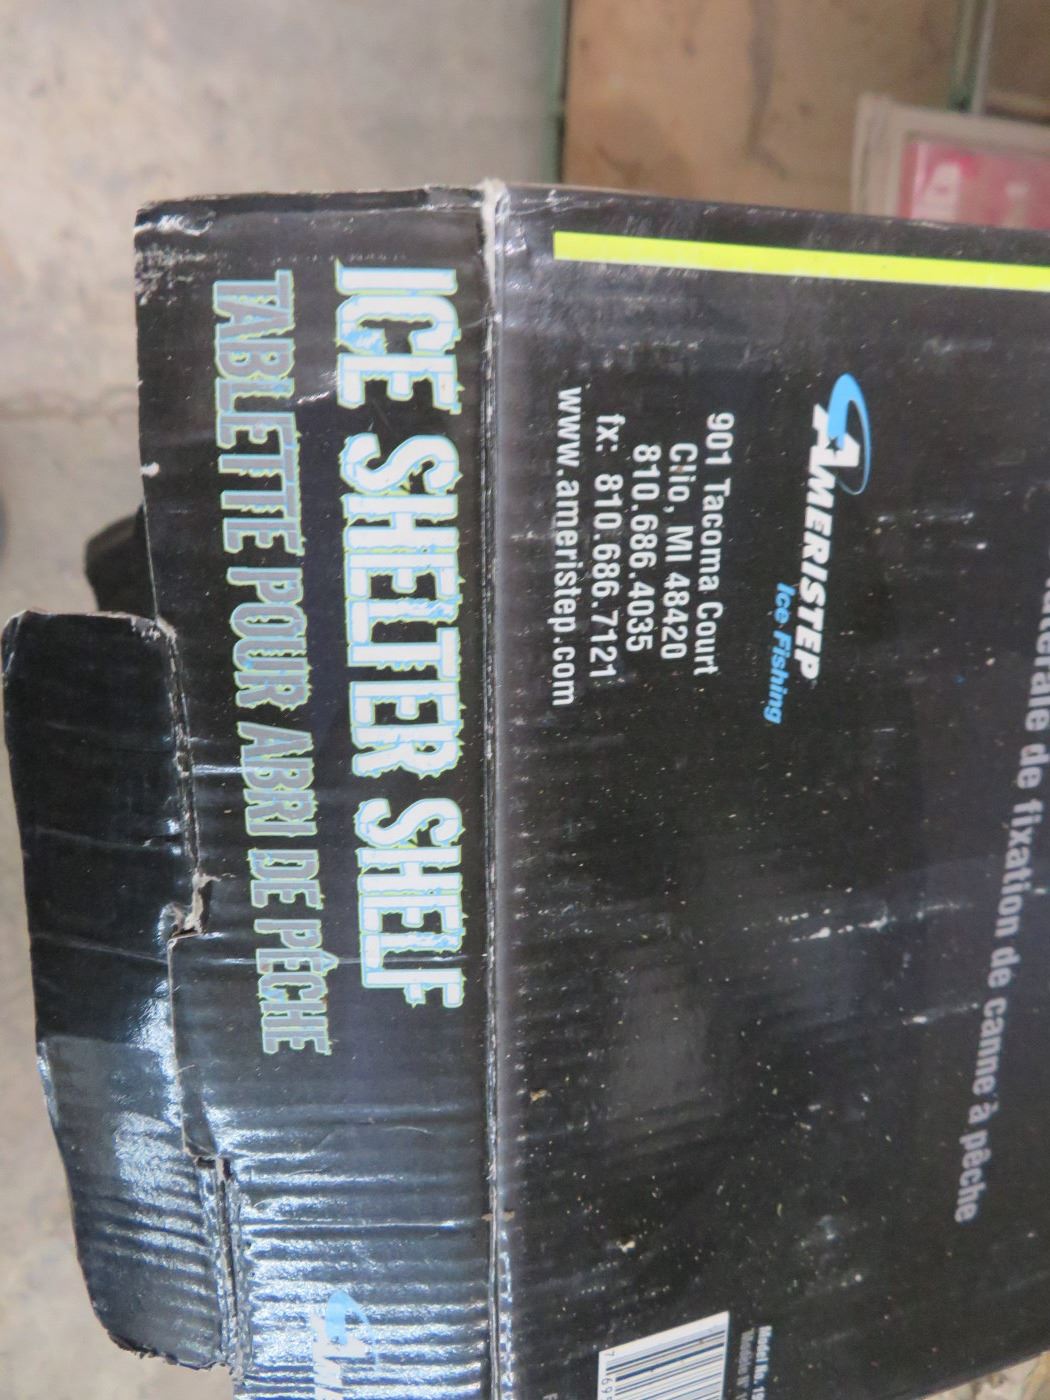 ICE SHELTER SHELF
TABLETTE POUR ABRI DE PÊCHE
AMERISTEP
Ice Fishing
901 Tacoma Court
Clio, MI 48420
810.686.4035
fx: 810.686.7121
www.ameristep.com
de fixation de canne à pêche